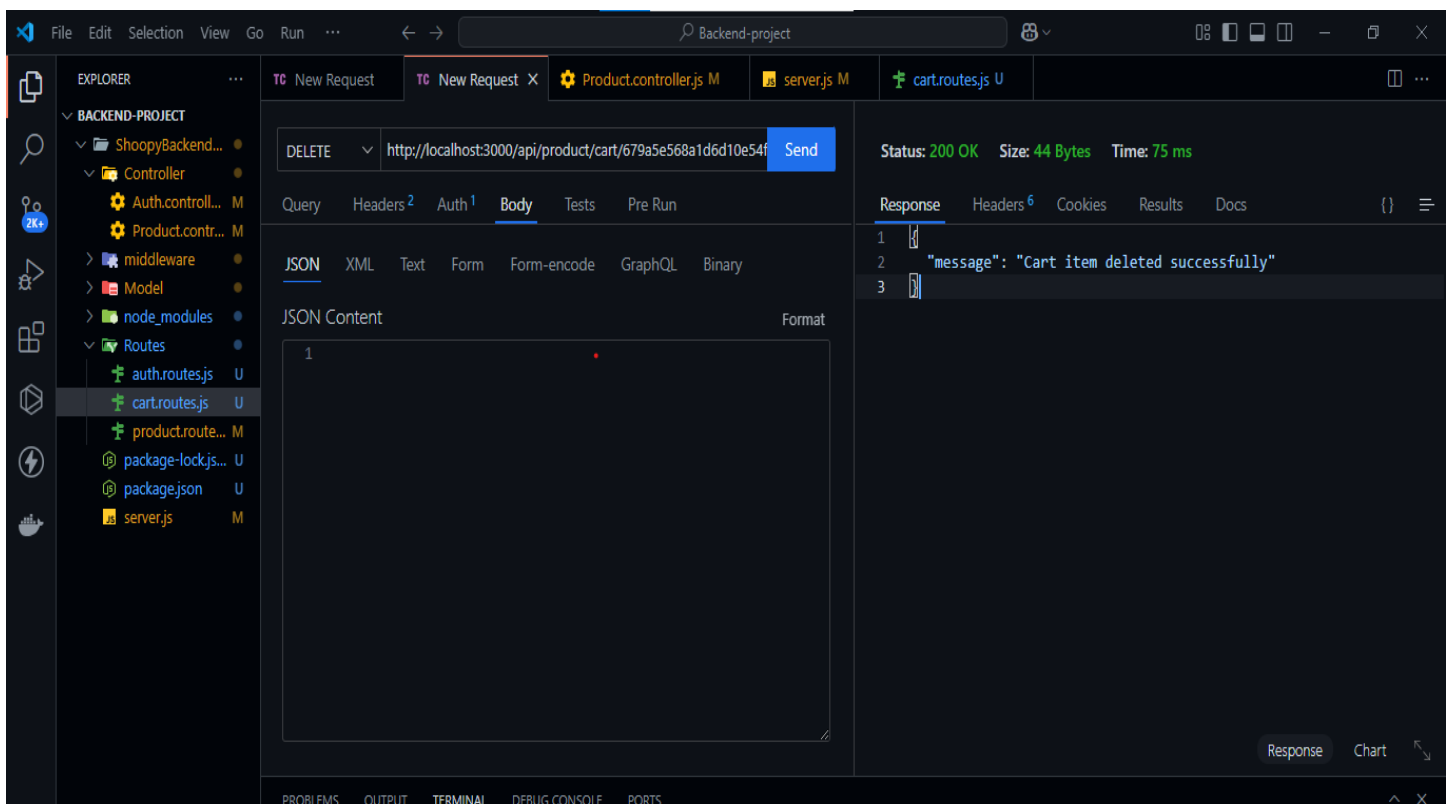 File Edit Selection View Go Run ··· Backend-project
EXPLORER ···
BACKEND-PROJECT
ShoopyBackend...
Controller
Auth.controll... M
Product.contr... M
middleware
Model
node_modules
Routes
auth.routes.js U
cart.routes.js U
product.route... M
package-lock.js... U
package.json U
server.js M
2K+
TC New Request
TC New Request
Product.controller.js M
JS server.js M
cart.routes.js U
DELETE http://localhost:3000/api/product/cart/679a5e568a1d6d10e54f Send
Query Headers 2 Auth 1 Body Tests Pre Run
JSON XML Text Form Form-encode GraphQL Binary
JSON Content Format
1
Status: 200 OK Size: 44 Bytes Time: 75 ms
Response Headers 6 Cookies Results Docs {}
1 {
2 "message": "Cart item deleted successfully"
3 }
Response Chart
PROBLEMS OUTPUT TERMINAL DEBUG CONSOLE PORTS